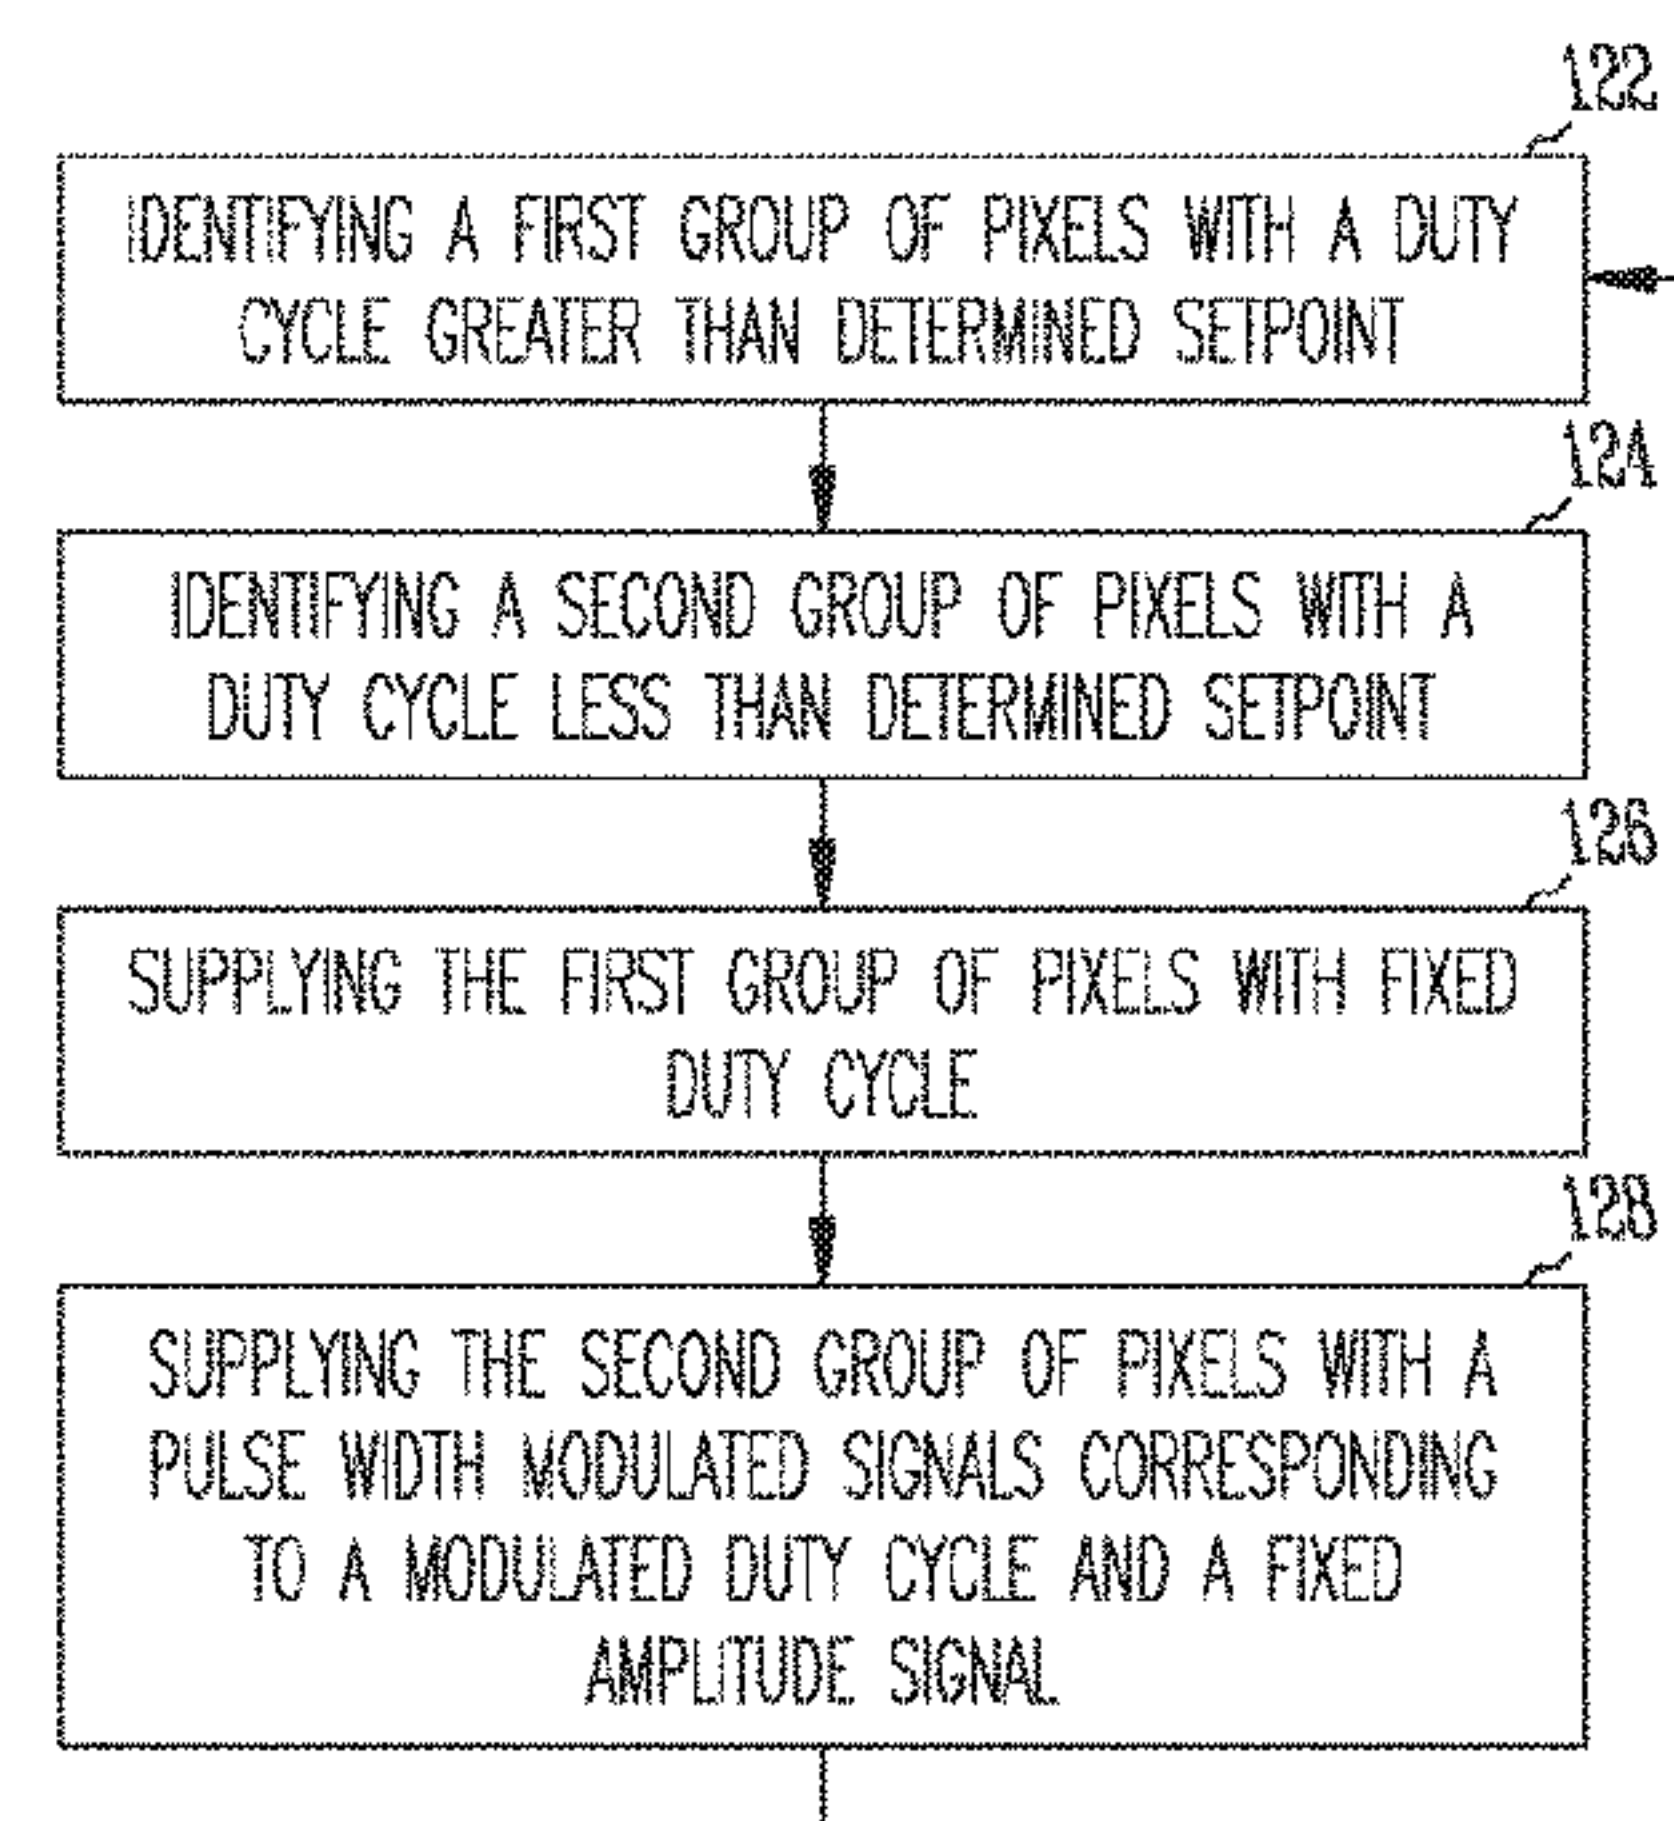 122
IDENTIFYING A FIRST GROUP OF PIXELS WITH A DUTY
CYCLE GREATER THAN DETERMINED SETPOINT
124
IDENTIFYING A SECOND GROUP OF PIXELS WITH A
DUTY CYCLE LESS THAN DETERMINED SETPOINT
126
SUPPLYING THE FIRST GROUP OF PIXELS WITH FIXED
DUTY CYCLE
128
SUPPLYING THE SECOND GROUP OF PIXELS WITH A
PULSE WIDTH MODULATED SIGNALS CORRESPONDING
TO A MODULATED DUTY CYCLE AND A FIXED
AMPLITUDE SIGNAL